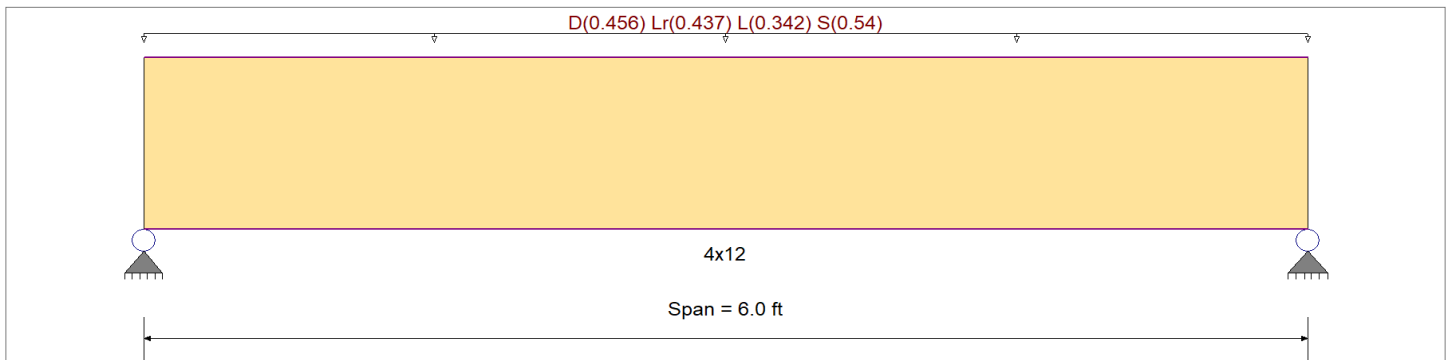 D(0.456) Lr(0.437) L(0.342) S(0.54)
4x12
Span = 6.0 ft